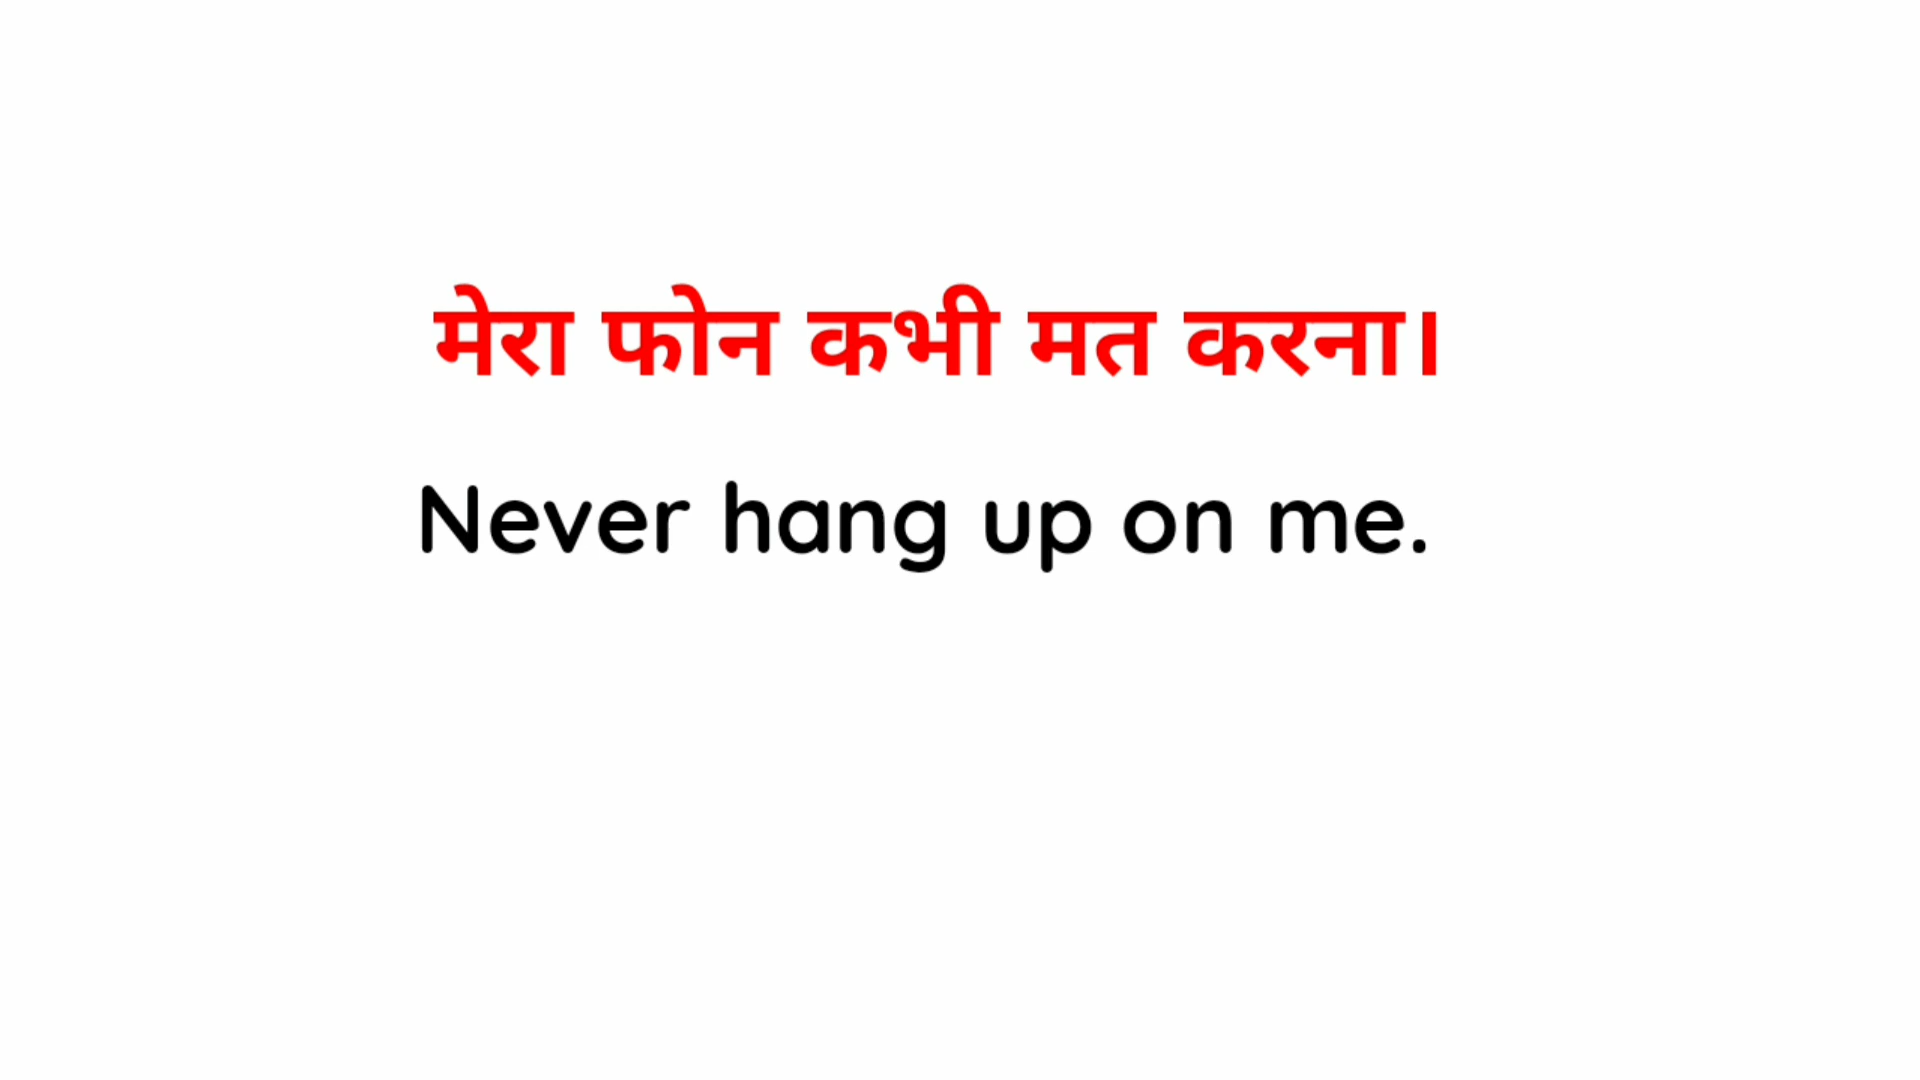 मेरा फोन कभी मत करना।
Never hang up on me.